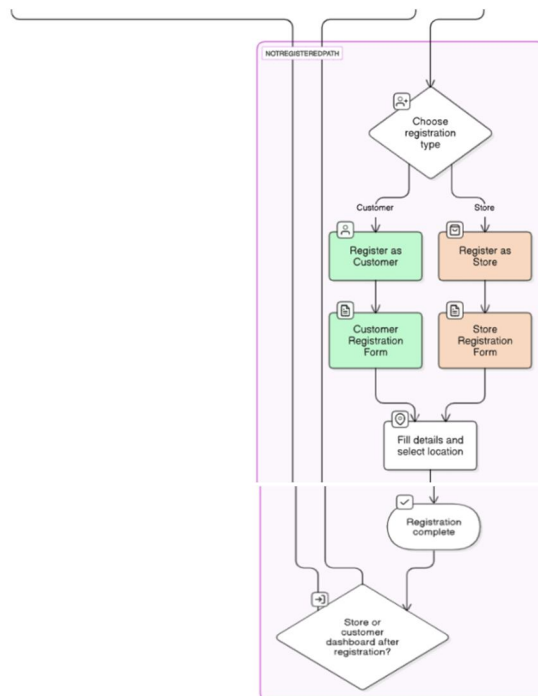 NOTREGISTEREDPATH
Choose
registration
type
Customer
Store
Register as
Customer
Register as
Store
Customer
Registration
Form
Store
Registration
Form
Fill details and
select location
Registration
complete
Store or
customer
dashboard after
registration?